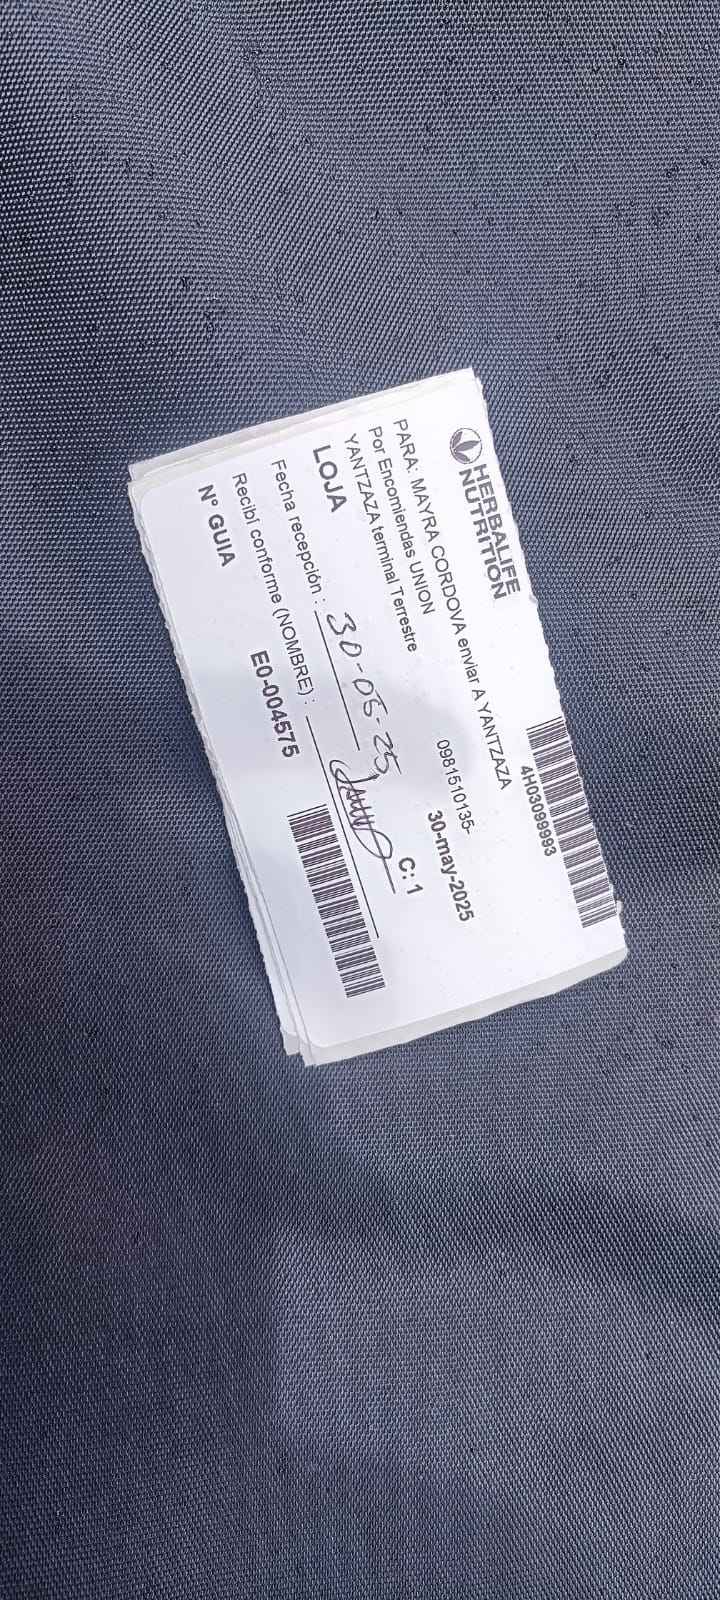 HERBALIFE
NUTRITION
4H03099993
PARA: MAYRA CORDOVA enviar A YANTZAZA
Por Encomiendas UNION
YANTZAZA terminal Terrestre
0981510135-
LOJA
30-may-2025
C: 1
Fecha recepción : 30-05-25
Recibí conforme (NOMBRE) :
Nº GUIA
E0-004575